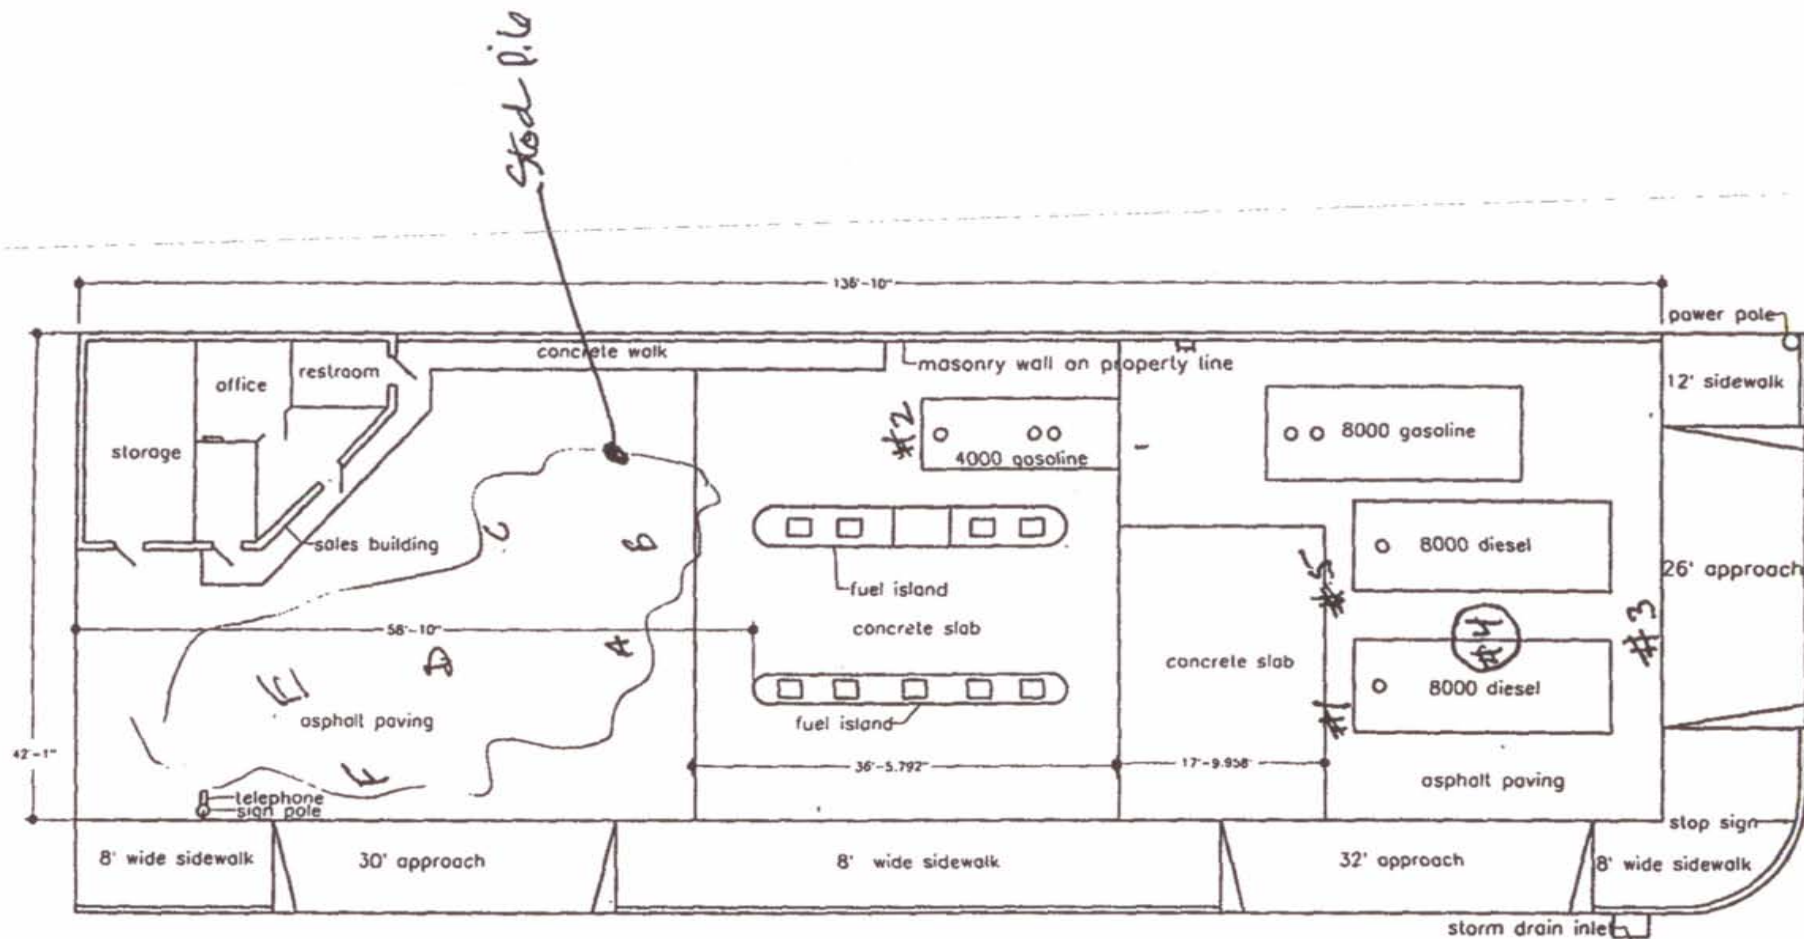 Stock Pile
136'-10"
power pole
concrete walk
masonry wall on property line
office
restroom
12' sidewalk
storage
#2
4000 gasoline
8000 gasoline
sales building
C
B
#5
8000 diesel
26' approach
fuel island
58'-10"
concrete slab
A
D
#4
#3
concrete slab
E
8000 diesel
asphalt paving
fuel island
#1
42'-1"
36'-5.792"
17'-9.958"
F
asphalt paving
telephone
sign pole
stop sign
8' wide sidewalk
30' approach
8' wide sidewalk
32' approach
8' wide sidewalk
storm drain inlet